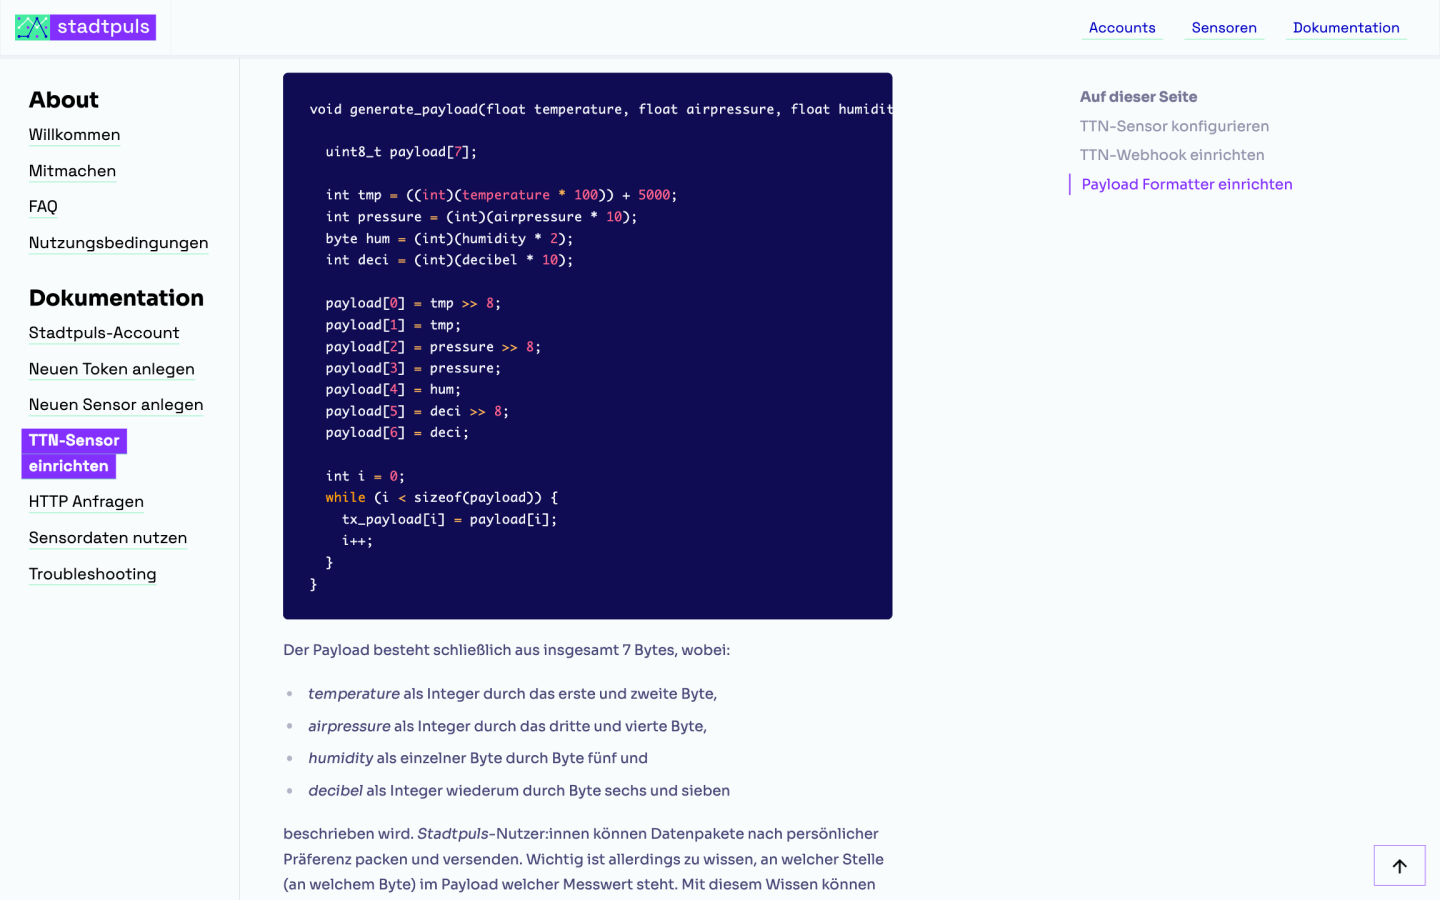 stadtpuls
Accounts
Sensoren
Dokumentation
About
Willkommen
Mitmachen
FAQ
Nutzungsbedingungen
Dokumentation
Stadtpuls-Account
Neuen Token anlegen
Neuen Sensor anlegen
TTN-Sensor
einrichten
HTTP Anfragen
Sensordaten nutzen
Troubleshooting
void generate_payload(float temperature, float airpressure, float humidit
uint8_t payload[7];
int tmp = ((int)(temperature * 100)) + 5000;
int pressure = (int)(airpressure * 10);
byte hum = (int)(humidity * 2);
int deci = (int)(decibel * 10);
payload[0] = tmp >> 8;
payload[1] = tmp;
payload[2] = pressure >> 8;
payload[3] = pressure;
payload[4] = hum;
payload[5] = deci >> 8;
payload[6] = deci;
int i = 0;
while (i < sizeof(payload)) {
tx_payload[i] = payload[i];
i++;
}
}
Der Payload besteht schließlich aus insgesamt 7 Bytes, wobei:
temperature als Integer durch das erste und zweite Byte,
airpressure als Integer durch das dritte und vierte Byte,
humidity als einzelner Byte durch Byte fünf und
decibel als Integer wiederum durch Byte sechs und sieben
beschrieben wird. Stadtpuls-Nutzer:innen können Datenpakete nach persönlicher
Präferenz packen und versenden. Wichtig ist allerdings zu wissen, an welcher Stelle
(an welchem Byte) im Payload welcher Messwert steht. Mit diesem Wissen können
Auf dieser Seite
TTN-Sensor konfigurieren
TTN-Webhook einrichten
Payload Formatter einrichten